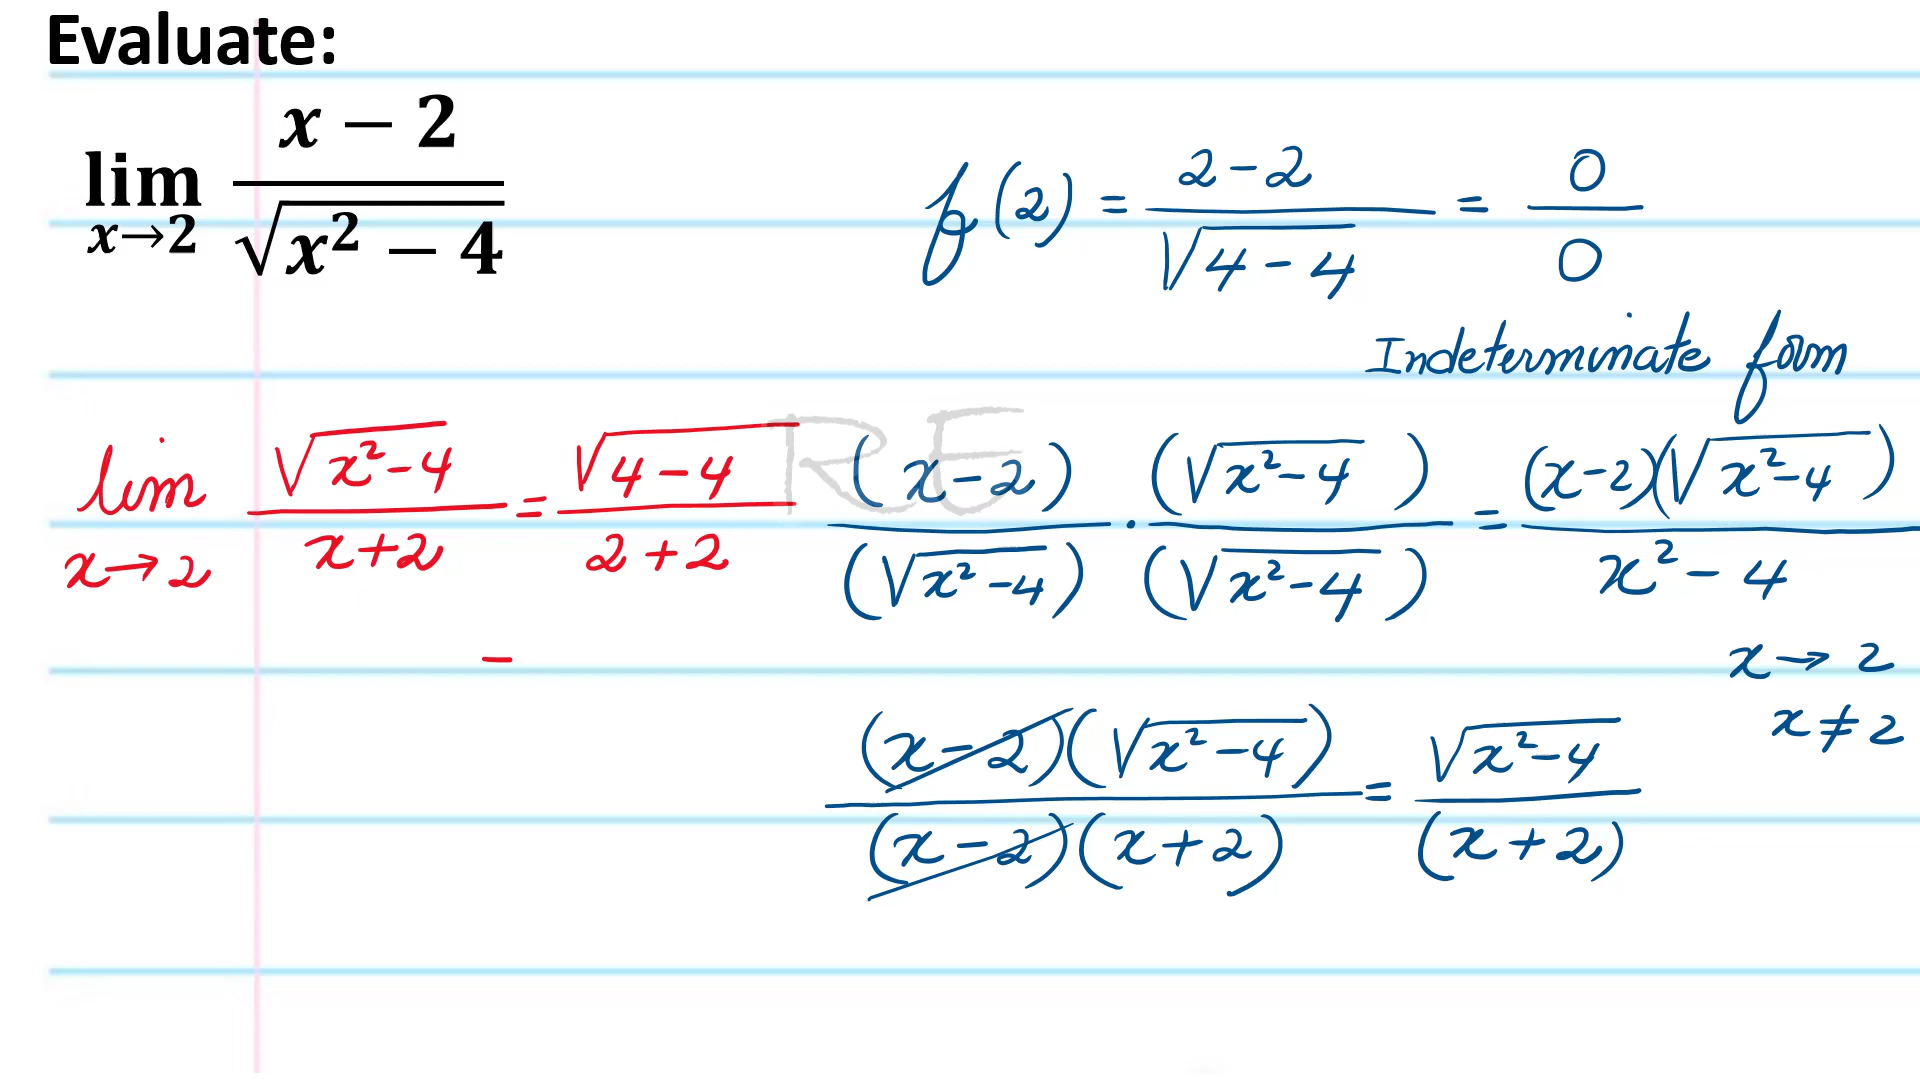 Evaluate:
lim x→2 (x − 2)/√(x² − 4)
f(2) = (2 − 2)/√(4 − 4) = 0/0
Indeterminate form
lim x→2 √(x² − 4)/(x + 2) = √(4 − 4)/(2 + 2)
RE
(x − 2)/(√(x² − 4)) · (√(x² − 4))/(√(x² − 4)) = (x − 2)(√(x² − 4))/(x² − 4)
−
x → 2
x ≠ 2
(x − 2)(√(x² − 4))/((x − 2)(x + 2)) = √(x² − 4)/(x + 2)